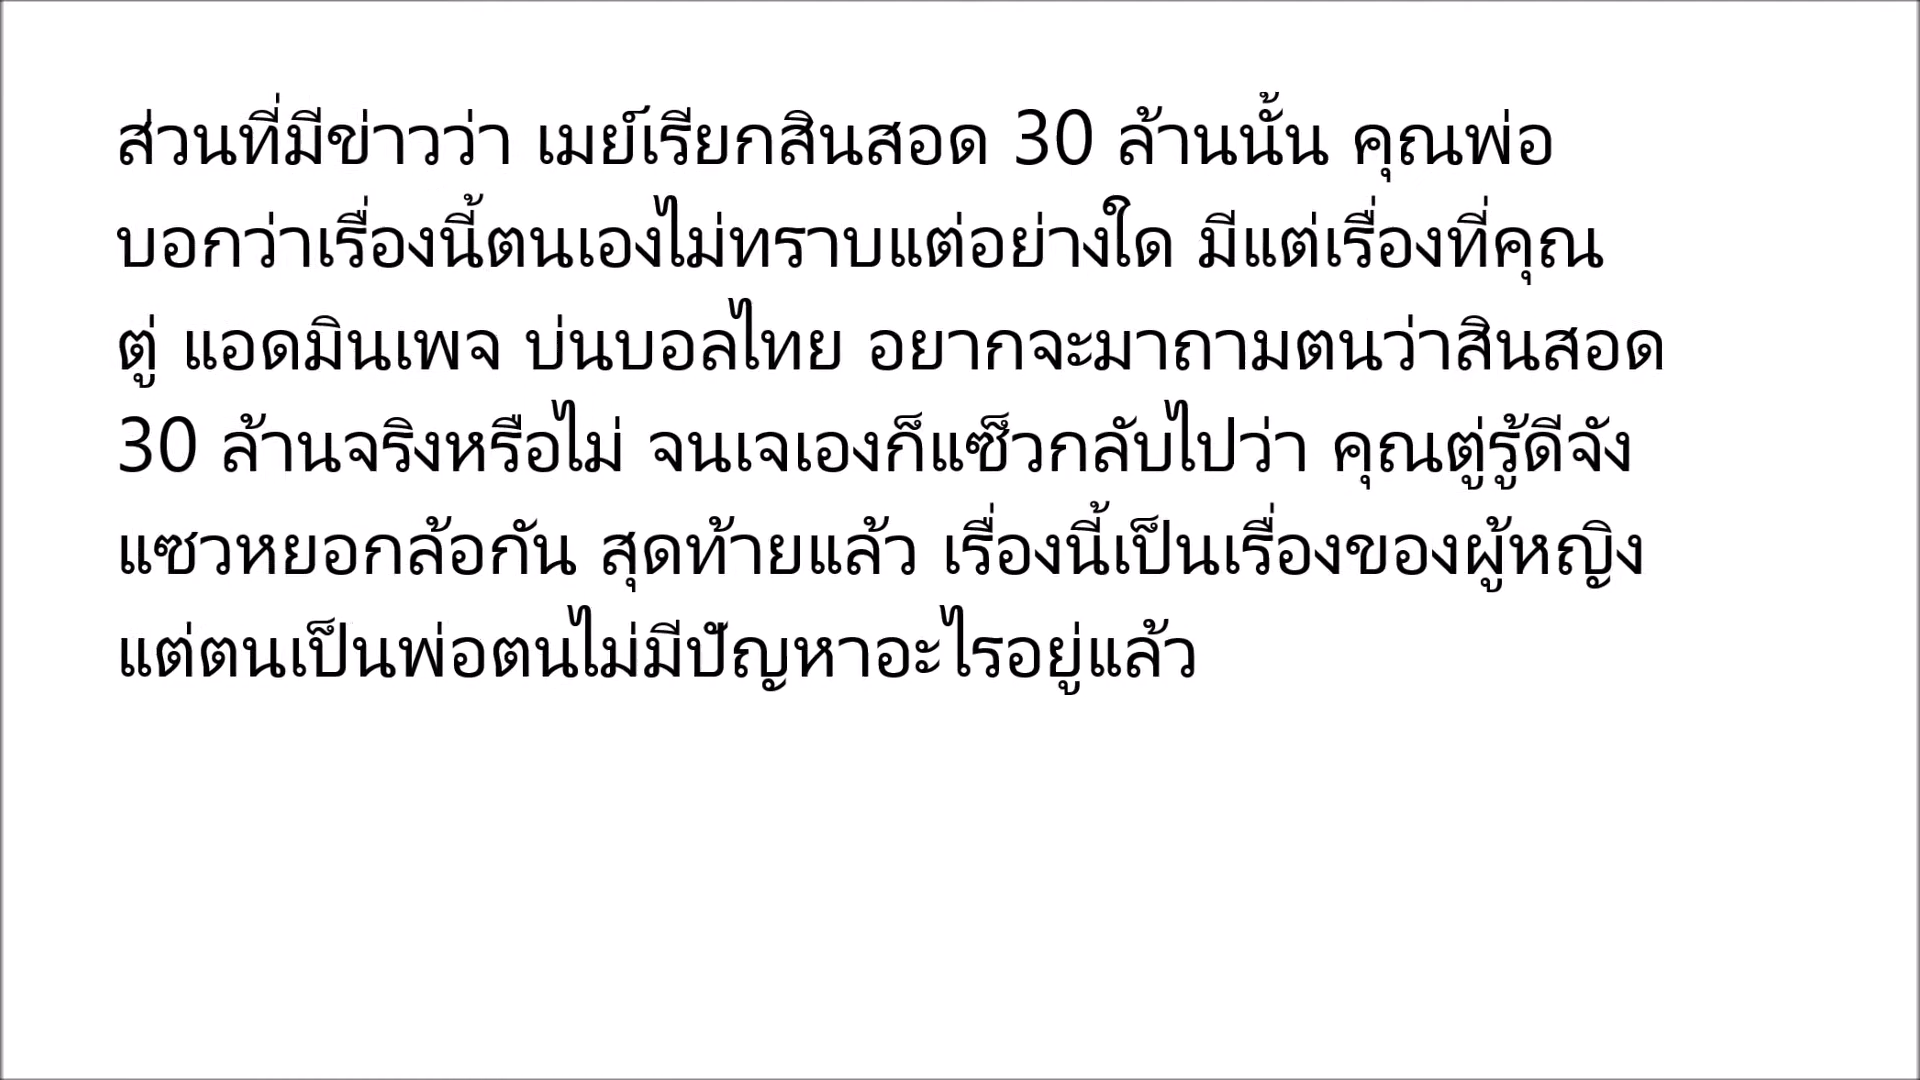 ส่วนที่มีข่าวว่า เมย์เรียกสินสอด 30 ล้านนั้น คุณพ่อ
บอกว่าเรื่องนี้ตนเองไม่ทราบแต่อย่างใด มีแต่เรื่องที่คุณ
ตู่ แอดมินเพจ บ่นบอลไทย อยากจะมาถามตนว่าสินสอด
30 ล้านจริงหรือไม่ จนเจเองก็แซ็วกลับไปว่า คุณตู่รู้ดีจัง
แซวหยอกล้อกัน สุดท้ายแล้ว เรื่องนี้เป็นเรื่องของผู้หญิง
แต่ตนเป็นพ่อตนไม่มีปัญหาอะไรอยู่แล้ว